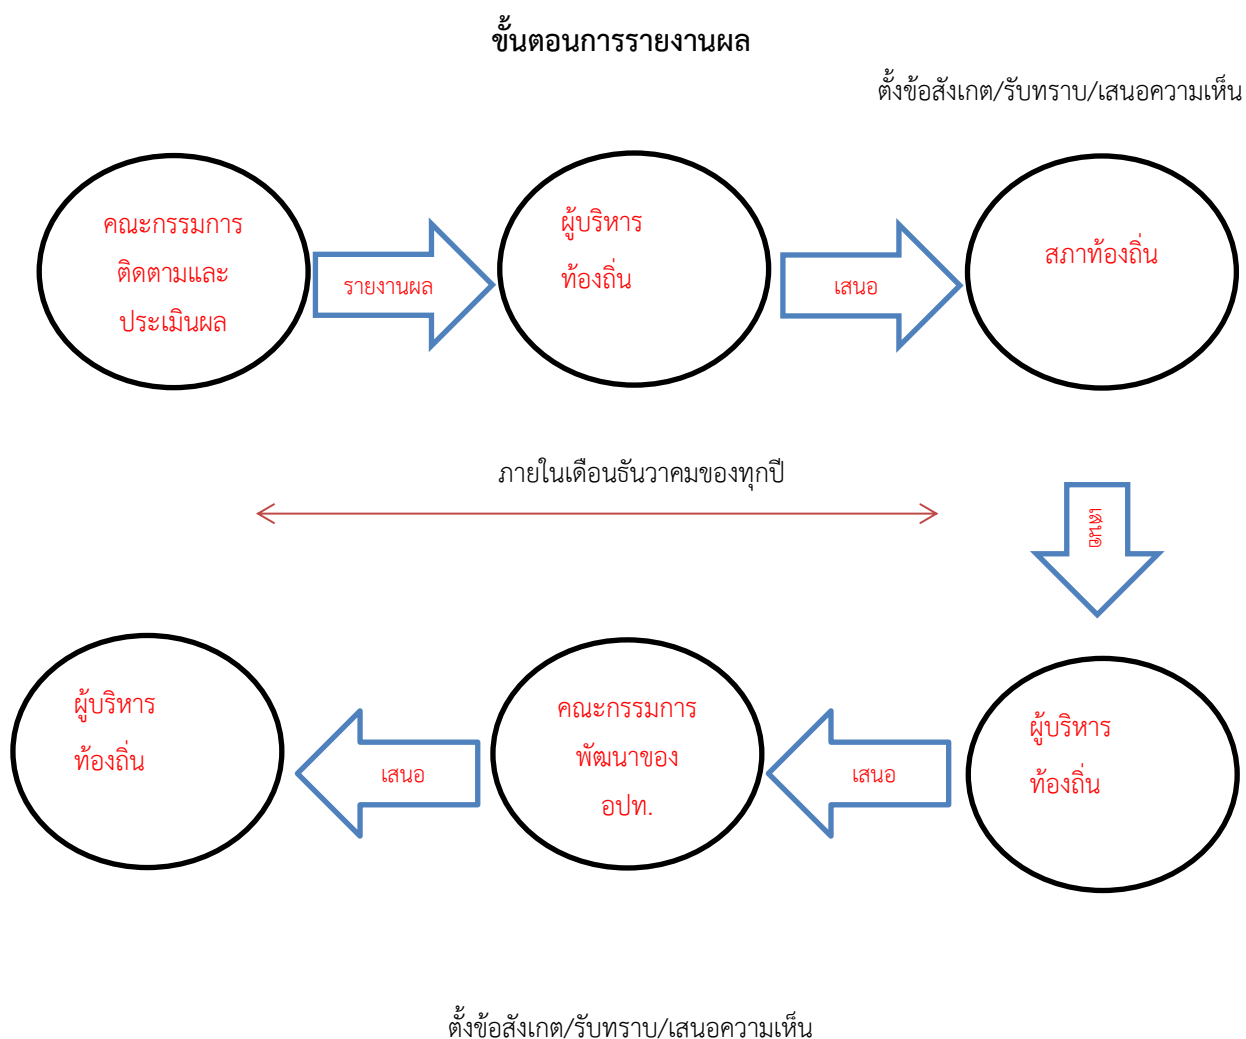 ขั้นตอนการรายงานผล
ตั้งข้อสังเกต/รับทราบ/เสนอความเห็น
คณะกรรมการ
ติดตามและ
ประเมินผล
รายงานผล
ผู้บริหาร
ท้องถิ่น
เสนอ
สภาท้องถิ่น
ภายในเดือนธันวาคมของทุกปี
เสนอ
ผู้บริหาร
ท้องถิ่น
เสนอ
คณะกรรมการ
พัฒนาของ
อปท.
เสนอ
ผู้บริหาร
ท้องถิ่น
ตั้งข้อสังเกต/รับทราบ/เสนอความเห็น